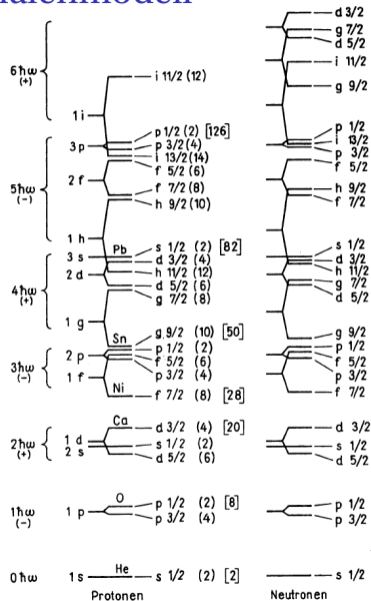 alenmodell
6ħω (+)
1i
i 11/2 (12)
5ħω (-)
3p
2f
1h
p 1/2 (2) [126]
p 3/2 (4)
i 13/2 (14)
f 5/2 (6)
f 7/2 (8)
h 9/2 (10)
4ħω (+)
3s
2d
1g
Pb
s 1/2 (2) [82]
d 3/2 (4)
h 11/2 (12)
d 5/2 (6)
g 7/2 (8)
3ħω (-)
2p
1f
Sn
g 9/2 (10) [50]
p 1/2 (2)
f 5/2 (6)
p 3/2 (4)
Ni
f 7/2 (8) [28]
2ħω (+)
1d
2s
Ca
d 3/2 (4) [20]
s 1/2 (2)
d 5/2 (6)
1ħω (-)
1p
O
p 1/2 (2) [8]
p 3/2 (4)
0ħω
1s
He
s 1/2 (2) [2]
Protonen
d 3/2
g 7/2
d 5/2
i 11/2
g 9/2
p 1/2
i 13/2
p 3/2
f 5/2
h 9/2
f 7/2
s 1/2
d 3/2
h 11/2
g 7/2
d 5/2
g 9/2
p 1/2
f 5/2
p 3/2
f 7/2
d 3/2
s 1/2
d 5/2
p 1/2
p 3/2
s 1/2
Neutronen